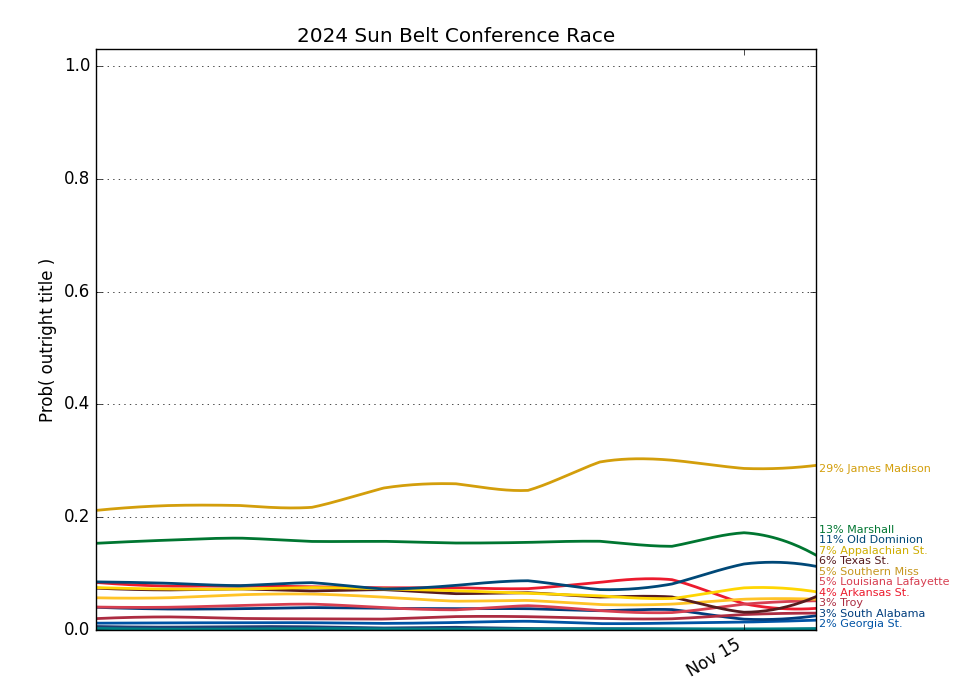 2024 Sun Belt Conference Race
1.0
0.8
0.6
0.4
0.2
0.0
Prob( outright title )
Nov 15
29% James Madison
13% Marshall
11% Old Dominion
7% Appalachian St.
6% Texas St.
5% Southern Miss
5% Louisiana Lafayette
4% Arkansas St.
3% Troy
3% South Alabama
2% Georgia St.